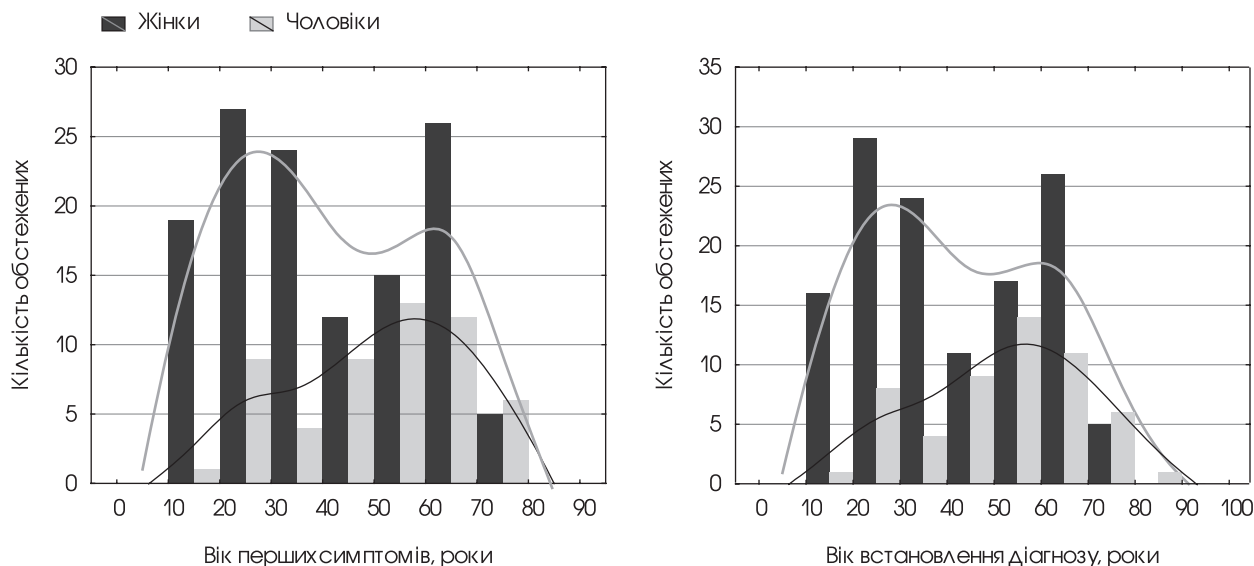 Жінки Чоловіки
30
25
20
15
10
5
0
Кількість обстежених
0 10 20 30 40 50 60 70 80 90
Вік перших симптомів, роки
35
30
25
20
15
10
5
0
Кількість обстежених
0 10 20 30 40 50 60 70 80 90 100
Вік встановлення діагнозу, роки